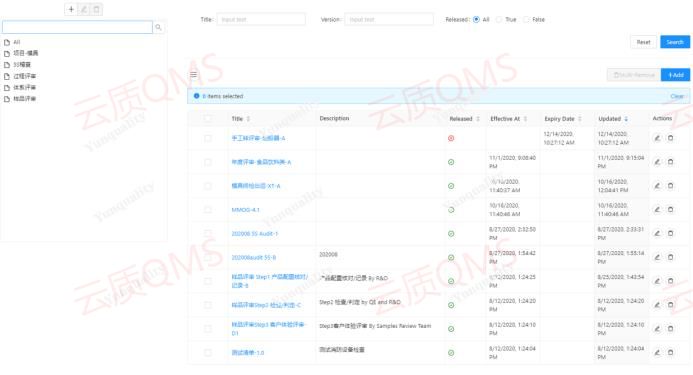 Title: Input text Version: Input text Released: All True False
Reset Search
All
项目-模具
5S稽查
过程评审
体系评审
样品评审
Multi-Remove +Add
0 items selected Clear
Title Description Released Effective At Expiry Date Updated Actions
手工味评审-A 12/14/2020, 10:27:12 AM 12/14/2020, 10:27:12 AM
年度评审-食品饮料类-A 11/1/2020, 9:08:40 PM 11/1/2020, 9:15:04 PM
模具终检出运-XT-A 10/16/2020, 11:40:37 AM 10/16/2020, 12:04:41 PM
MMOG-4.1 10/16/2020, 11:40:46 AM 10/16/2020, 11:40:46 AM
202008 5S Audit-1 8/27/2020, 2:32:50 PM 8/27/2020, 2:33:31 PM
202008audit 5S-B 202008 8/27/2020, 1:54:42 PM 8/27/2020, 1:55:14 PM
样品评审 Step1 产品配置核对/记录-B 产品配置核对/记录 By R&D 8/12/2020, 1:24:25 PM 8/25/2020, 1:43:54 PM
样品评审Step2 检查/判定-C Step2 检查/判定 by QE and R&D 8/12/2020, 1:24:20 PM 8/12/2020, 1:24:20 PM
样品评审Step3 客户体验评审-D1 Step3客户体验评审 By Samples Review Team 8/12/2020, 1:24:10 PM 8/12/2020, 1:24:10 PM
测试清单-1.0 测试消防设备检查 8/12/2020, 1:24:04 PM 8/12/2020, 1:24:04 PM
云质QMS
Yunquality